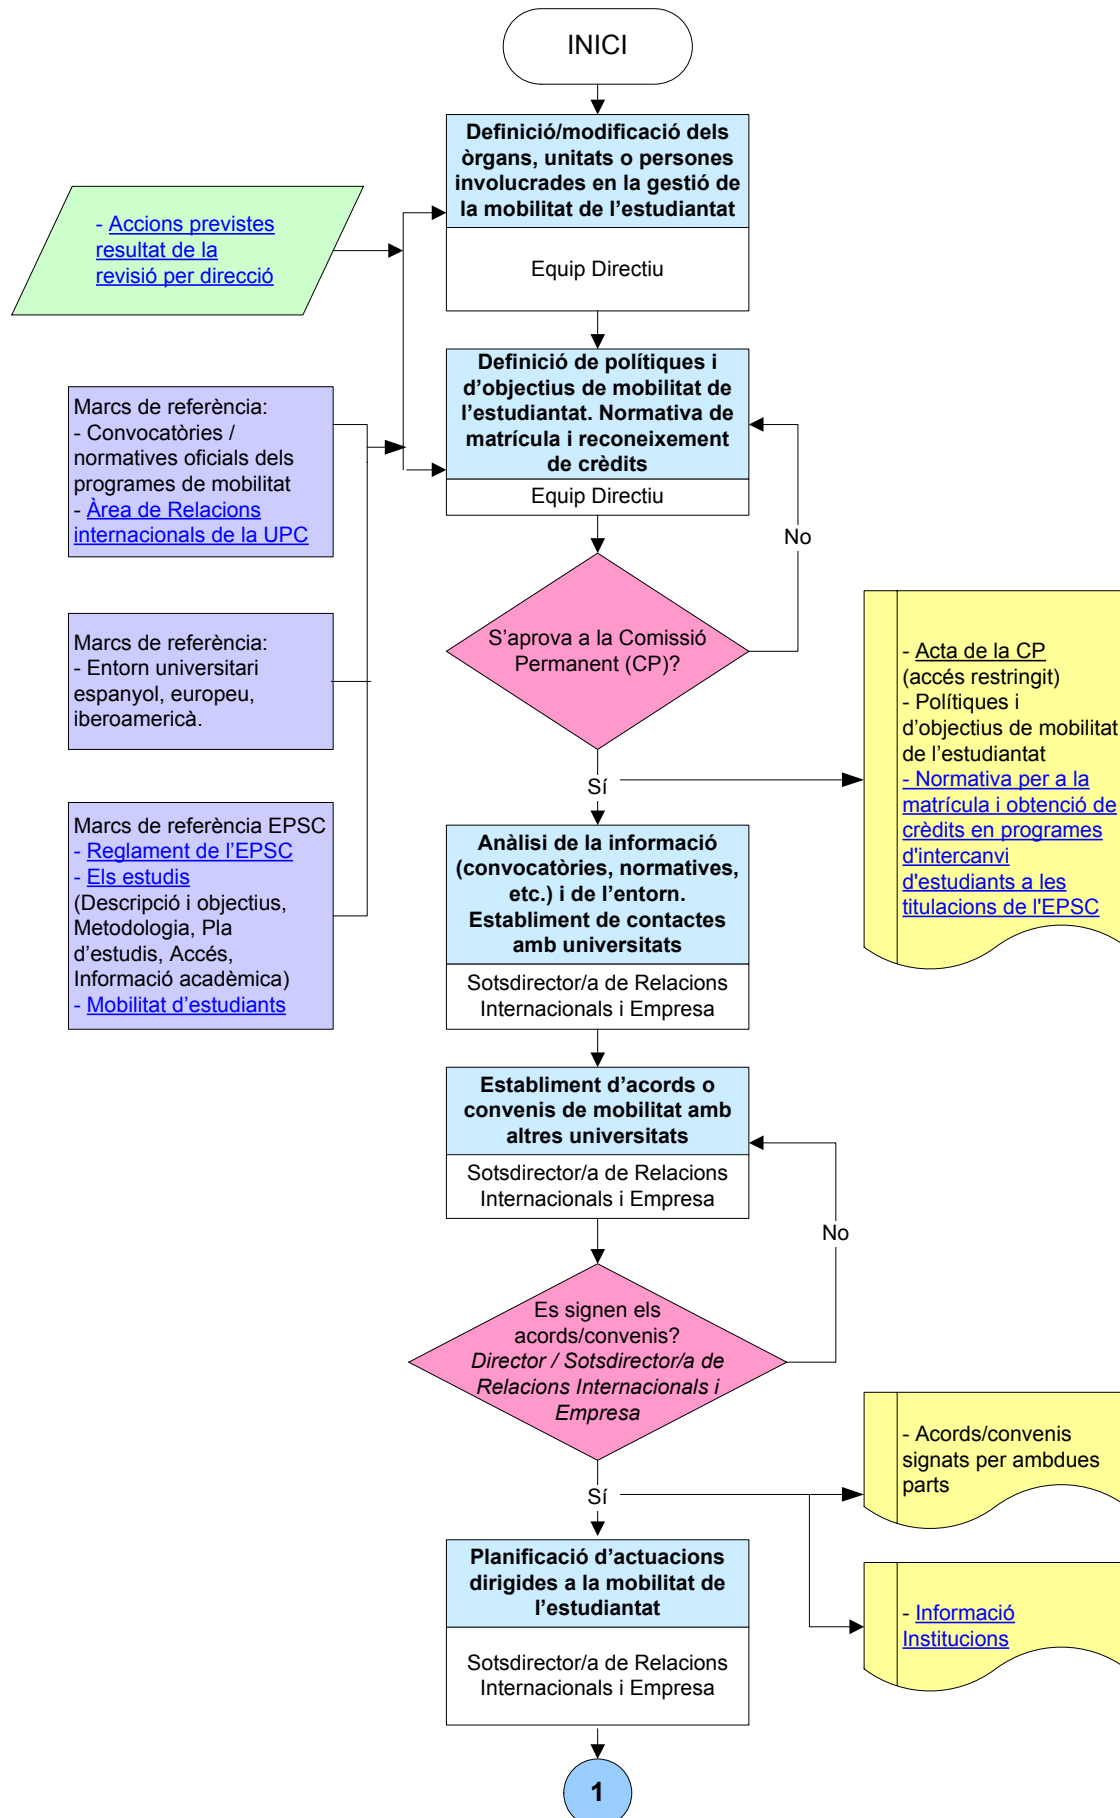 INICI
Definició/modificació dels
òrgans, unitats o persones
involucrades en la gestió de
la mobilitat de l’estudiantat
Equip Directiu
- Accions previstes
resultat de la
revisió per direcció
Definició de polítiques i
d’objectius de mobilitat de
l’estudiantat. Normativa de
matrícula i reconeixement
de crèdits
Equip Directiu
Marcs de referència:
- Convocatòries /
normatives oficials dels
programes de mobilitat
- Àrea de Relacions
internacionals de la UPC
No
S’aprova a la Comissió
Permanent (CP)?
Marcs de referència:
- Entorn universitari
espanyol, europeu,
iberoamericà.
- Acta de la CP
(accés restringit)
- Polítiques i
d’objectius de mobilitat
de l’estudiantat
- Normativa per a la
matrícula i obtenció de
crèdits en programes
d'intercanvi
d'estudiants a les
titulacions de l'EPSC
Sí
Marcs de referència EPSC
- Reglament de l’EPSC
- Els estudis
(Descripció i objectius,
Metodologia, Pla
d’estudis, Accés,
Informació acadèmica)
- Mobilitat d’estudiants
Anàlisi de la informació
(convocatòries, normatives,
etc.) i de l’entorn.
Establiment de contactes
amb universitats
Sotsdirector/a de Relacions
Internacionals i Empresa
Establiment d’acords o
convenis de mobilitat amb
altres universitats
Sotsdirector/a de Relacions
Internacionals i Empresa
No
Es signen els
acords/convenis?
Director / Sotsdirector/a de
Relacions Internacionals i
Empresa
- Acords/convenis
signats per ambdues
parts
Sí
Planificació d’actuacions
dirigides a la mobilitat de
l’estudiantat
Sotsdirector/a de Relacions
Internacionals i Empresa
- Informació
Institucions
1